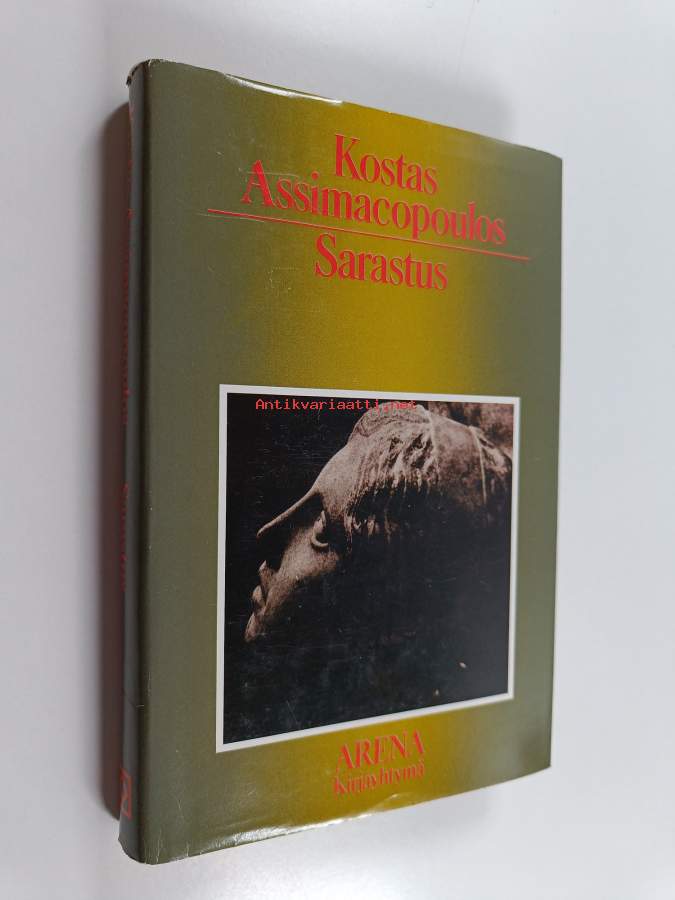 Kostas
Assimacopoulos
Sarastus
Antikvariaatti.net
ARENA
Kirjayhtymä